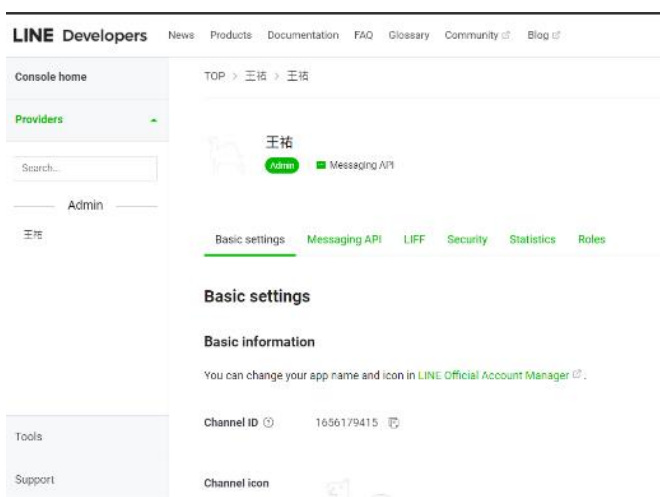 LINE Developers News Products Documentation FAQ Glossary Community Blog
Console home
TOP > 王祐 > 王祐
Providers
王祐
Admin Messaging API
Search...
Admin
王祐
Basic settings Messaging API LIFF Security Statistics Roles
Basic settings
Basic information
You can change your app name and icon in LINE Official Account Manager .
Channel ID 1656179415
Tools
Support
Channel icon